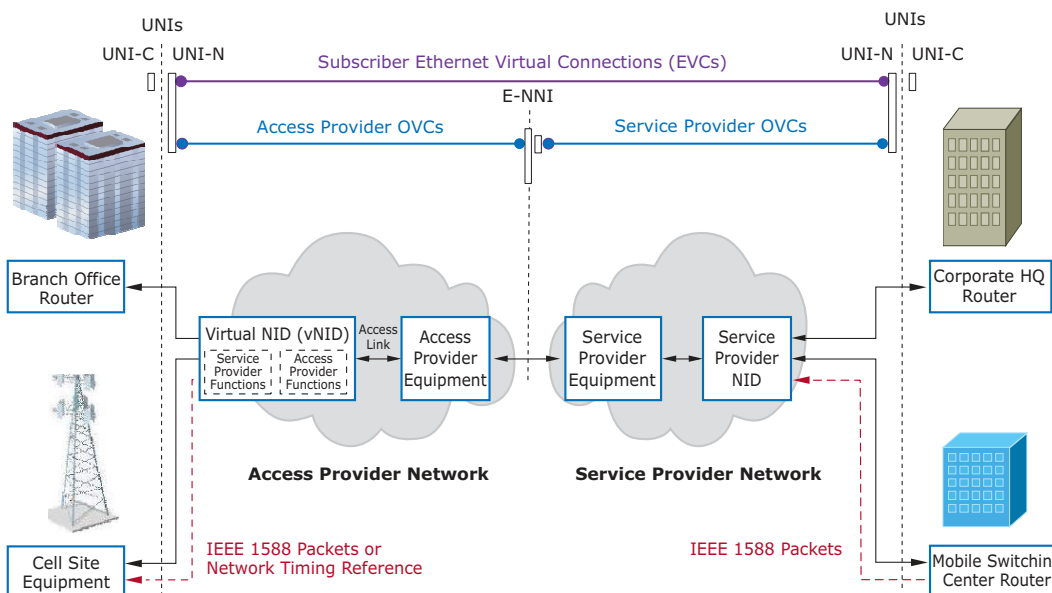 UNIs
UNIs
UNI-C
UNI-N
UNI-N
UNI-C
Subscriber Ethernet Virtual Connections (EVCs)
E-NNI
Access Provider OVCs
Service Provider OVCs
Branch Office
Router
Corporate HQ
Router
Virtual NID (vNID)
Service
Provider
Functions
Access
Provider
Functions
Access
Link
Access
Provider
Equipment
Service
Provider
Equipment
Service
Provider
NID
Access Provider Network
Service Provider Network
IEEE 1588 Packets or
Network Timing Reference
IEEE 1588 Packets
Cell Site
Equipment
Mobile Switchin
Center Router